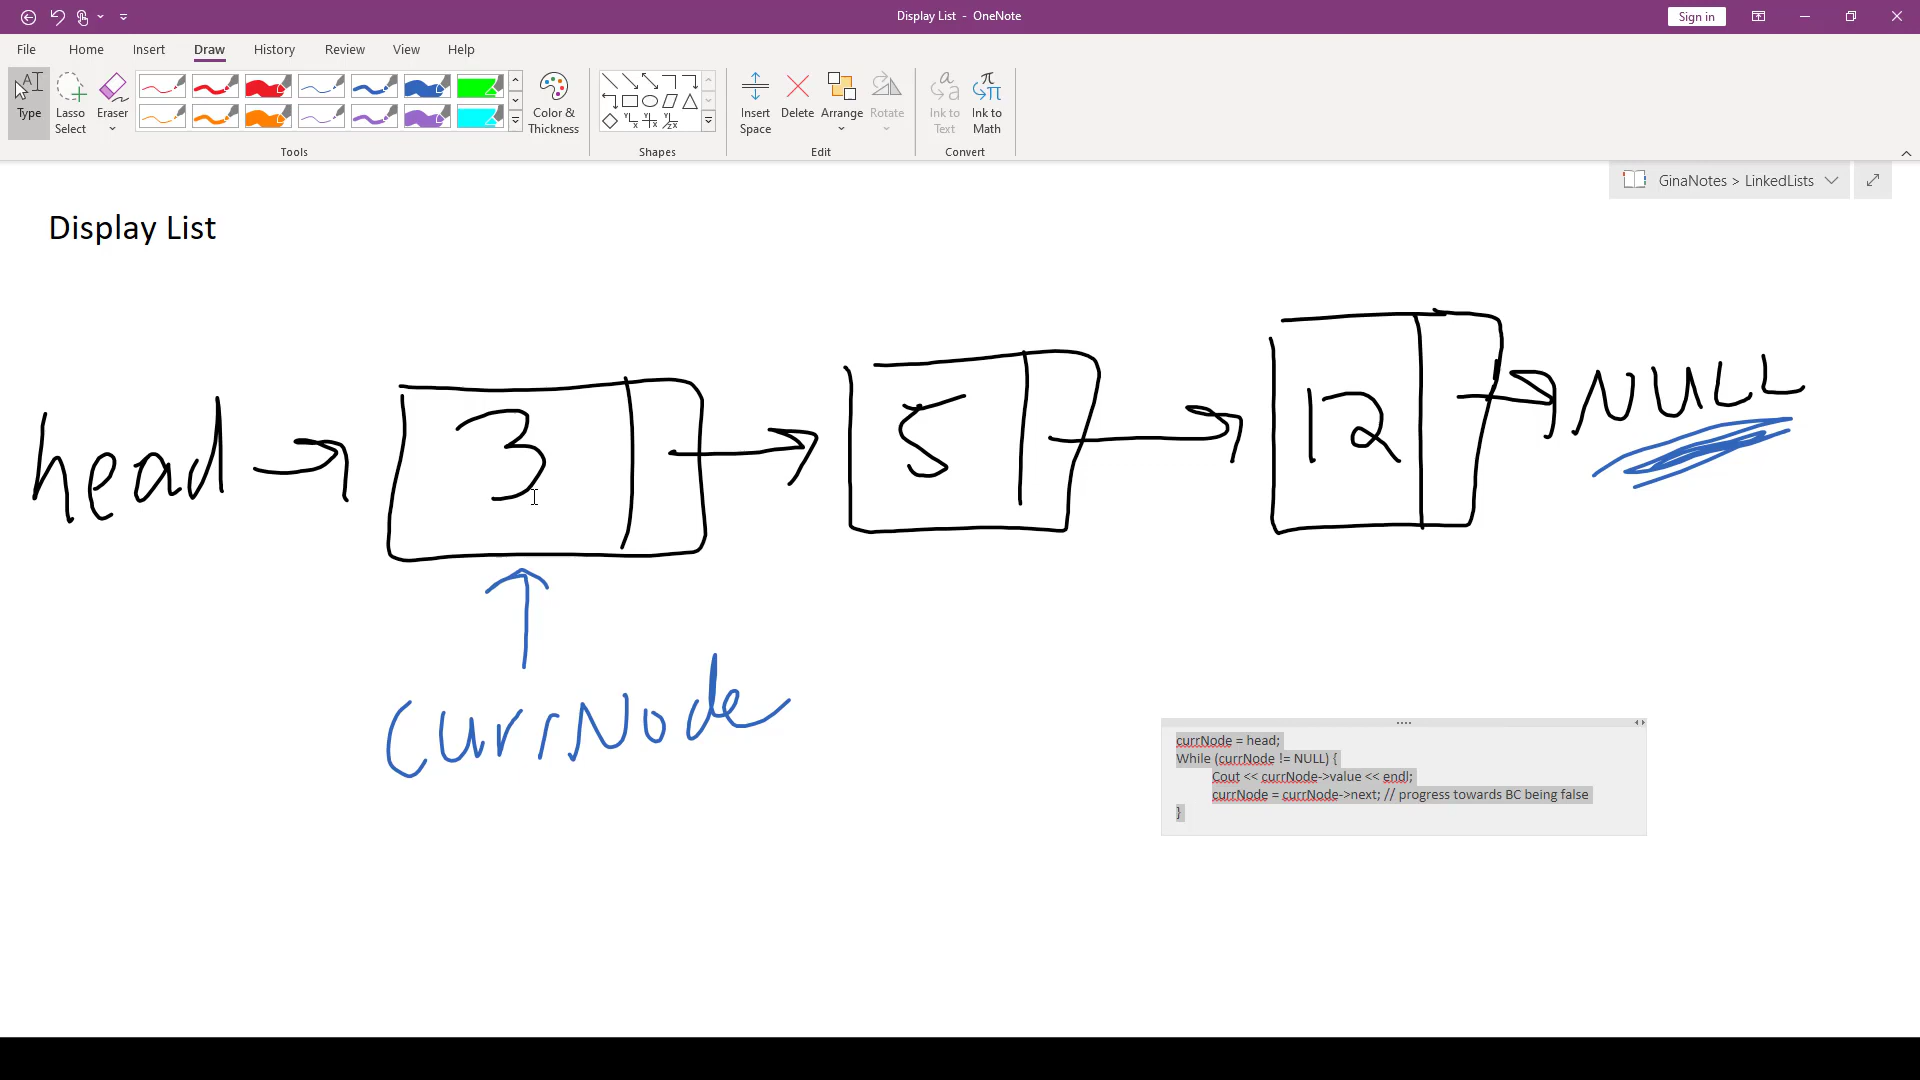 Display List - OneNote
Sign in
File Home Insert Draw History Review View Help
Type
Lasso Select
Eraser
Color & Thickness
Insert Space
Delete
Arrange
Rotate
Ink to Text
Ink to Math
Tools
Shapes
Edit
Convert
GinaNotes > LinkedLists
Display List
head 3 5 12 NULL
currNode
currNode = head;
While (currNode != NULL) {
Cout << currNode->value << endl;
currNode = currNode->next; // progress towards BC being false
}